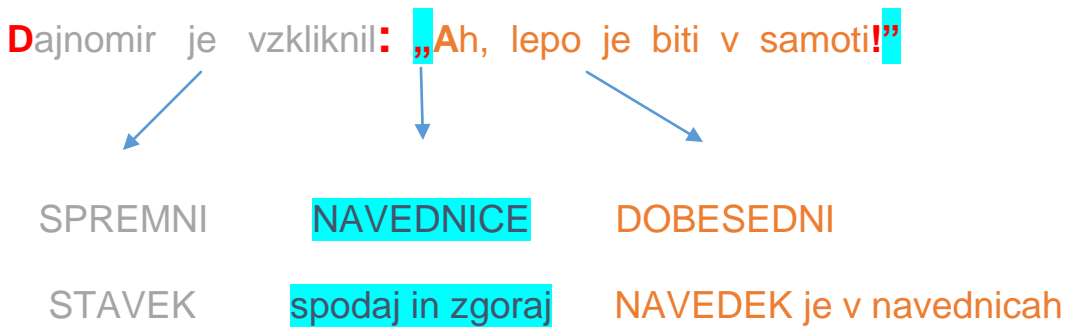 Dajnomir je vzkliknil: „Ah, lepo je biti v samoti!”
SPREMNI NAVEDNICE DOBESEDNI
STAVEK spodaj in zgoraj NAVEDEK je v navednicah